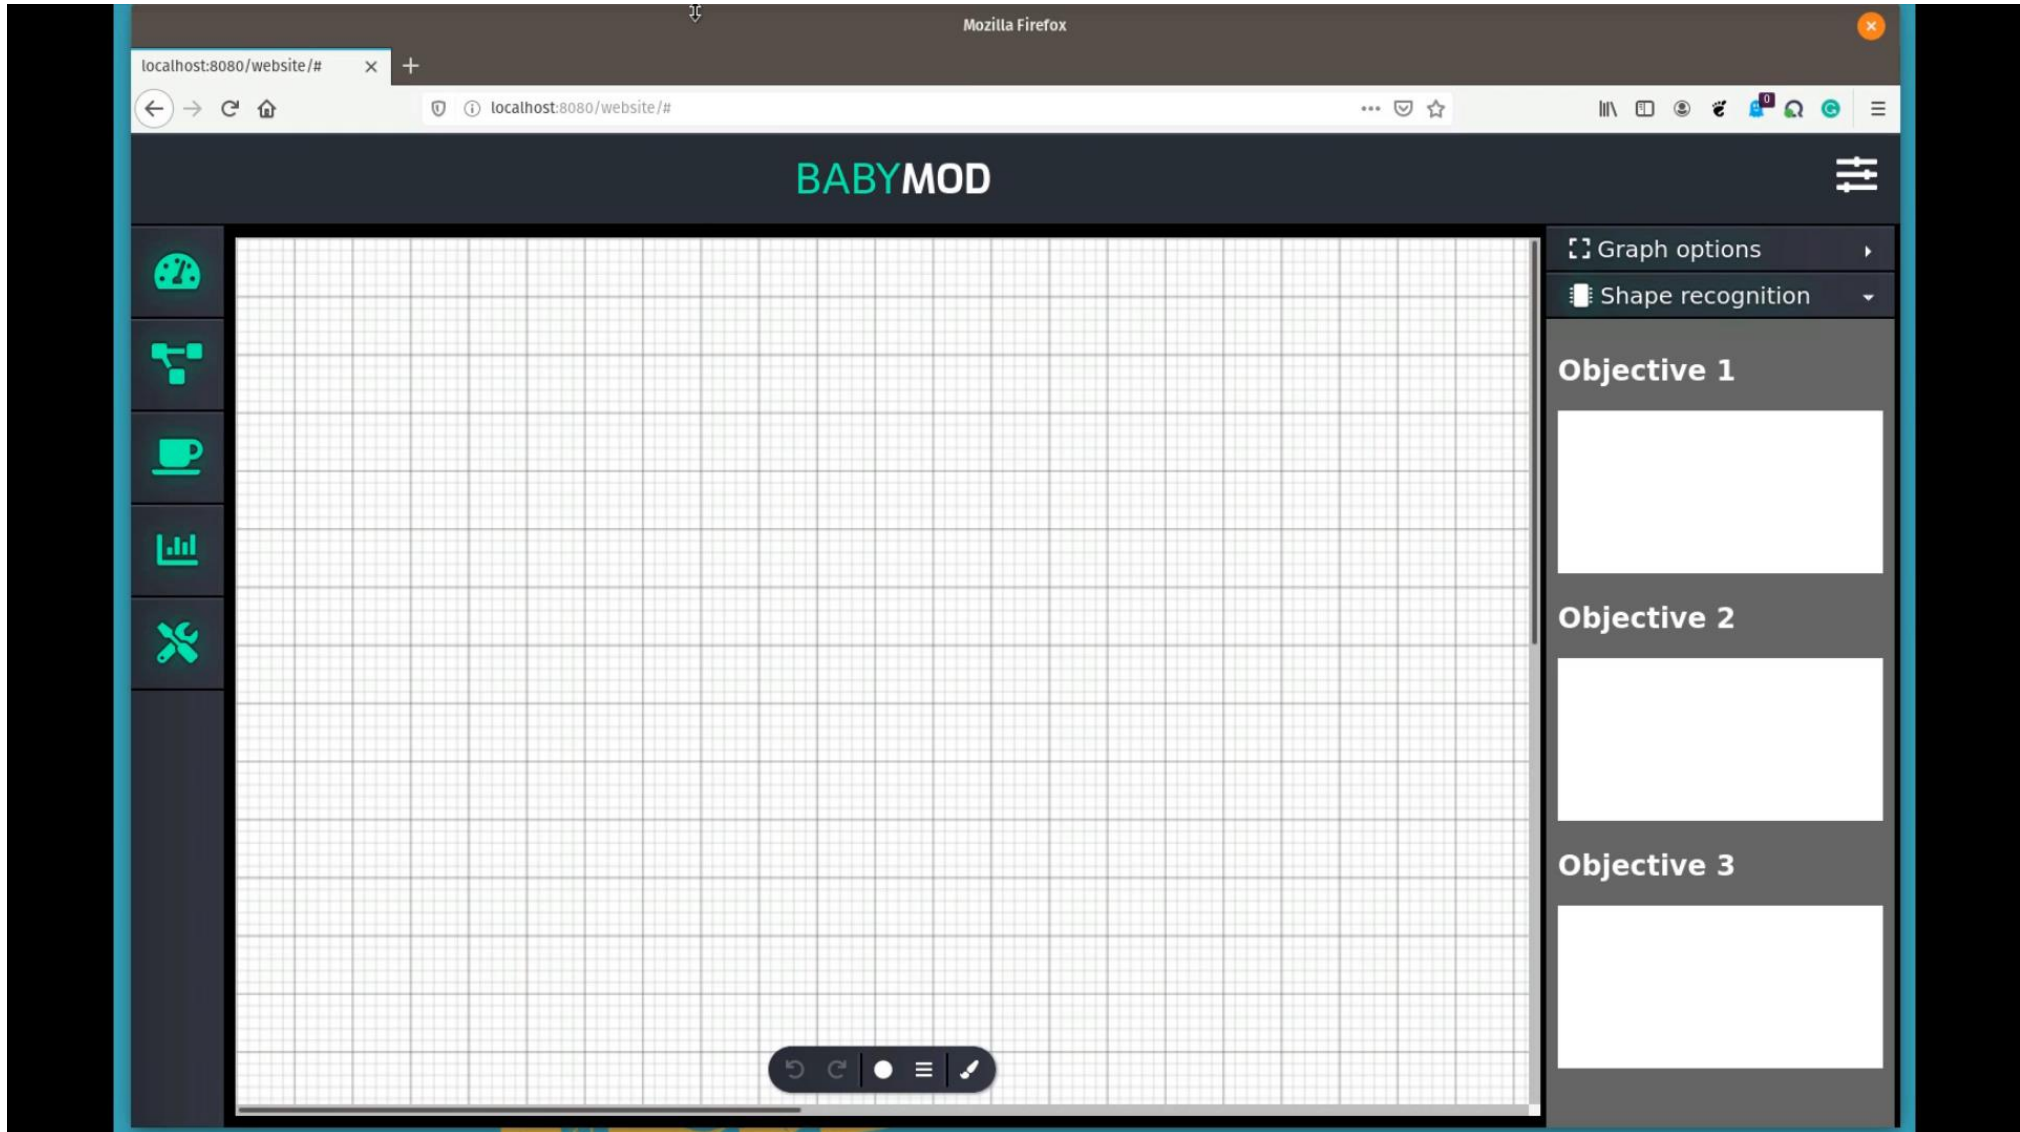 Mozilla Firefox
localhost:8080/website/#
localhost:8080/website/#
0
BABYMOD
Graph options
Shape recognition
Objective 1
Objective 2
Objective 3